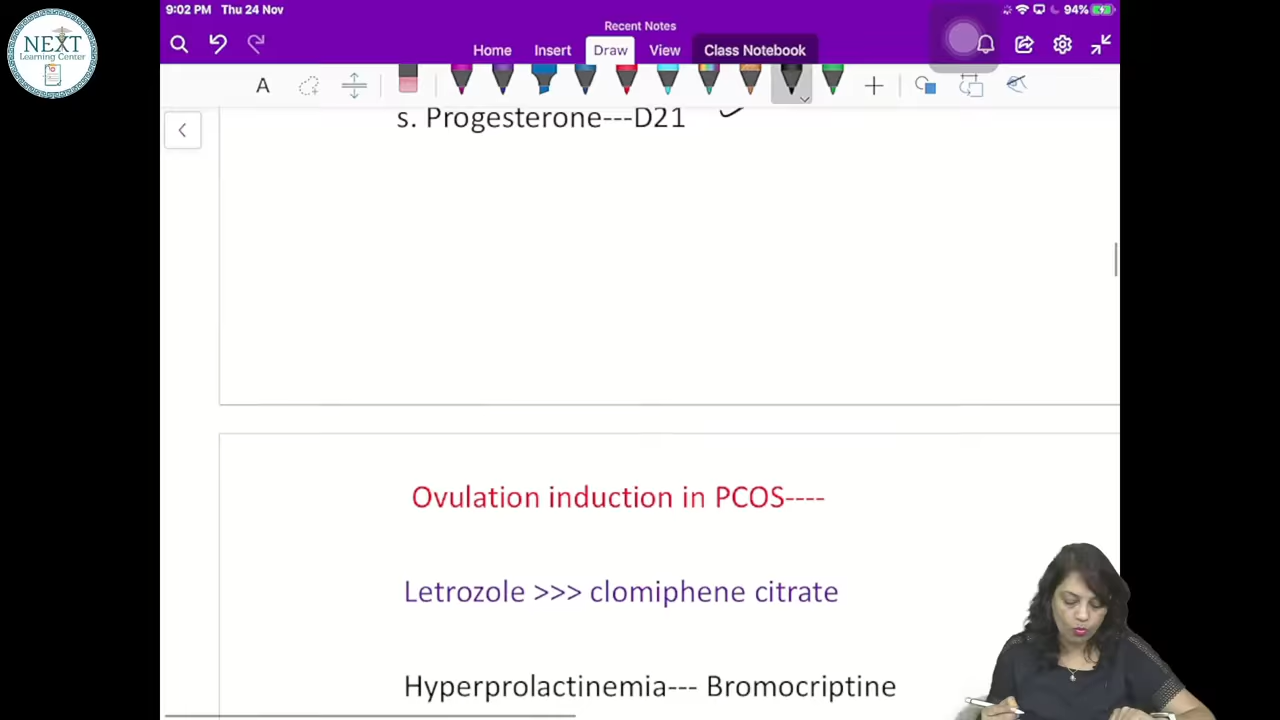 9:02 PM Thu 24 Nov
94%
Recent Notes
Home Insert Draw View Class Notebook
NEXT
Learning Center
A
s. Progesterone---D21
Ovulation induction in PCOS----
Letrozole >>> clomiphene citrate
Hyperprolactinemia--- Bromocriptine